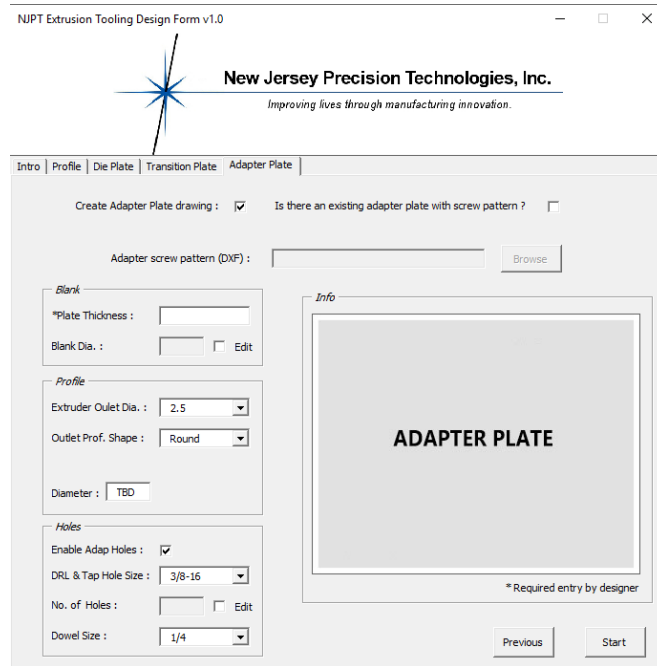 NJPT Extrusion Tooling Design Form v1.0
New Jersey Precision Technologies, Inc.
Improving lives through manufacturing innovation.
Intro Profile Die Plate Transition Plate Adapter Plate
Create Adapter Plate drawing : Is there an existing adapter plate with screw pattern ?
Adapter screw pattern (DXF) : Browse
Blank
*Plate Thickness :
Blank Dia. : Edit
Profile
Extruder Oulet Dia. : 2.5
Outlet Prof. Shape : Round
Diameter : TBD
Holes
Enable Adap Holes :
DRL & Tap Hole Size : 3/8-16
No. of Holes : Edit
Dowel Size : 1/4
Info
ADAPTER PLATE
* Required entry by designer
Previous Start